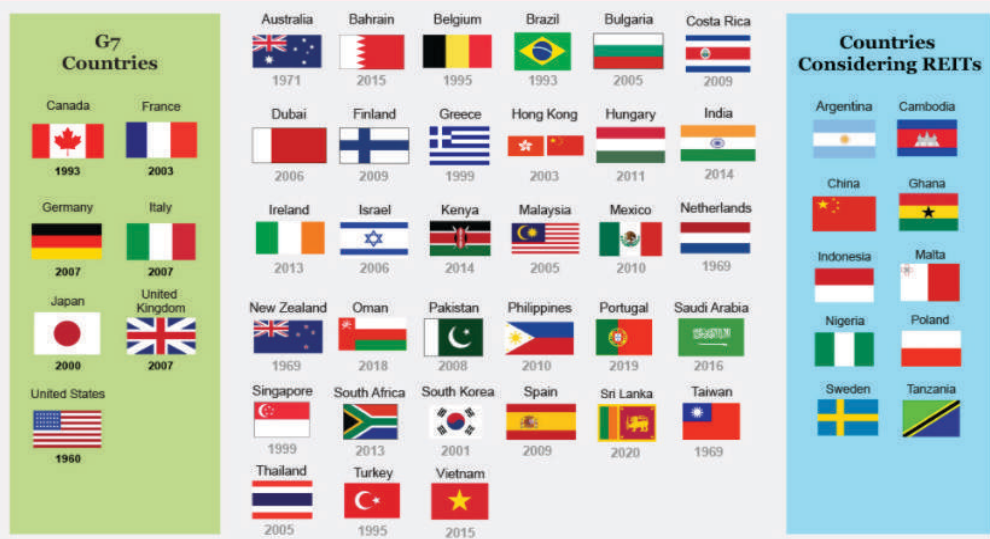 G7
Countries
Canada France
1993 2003
Germany Italy
2007 2007
Japan United
Kingdom
2000 2007
United States
1960
Australia Bahrain Belgium Brazil Bulgaria Costa Rica
1971 2015 1995 1993 2005 2009
Dubai Finland Greece Hong Kong Hungary India
2006 2009 1999 2003 2011 2014
Ireland Israel Kenya Malaysia Mexico Netherlands
2013 2006 2014 2005 2010 1969
New Zealand Oman Pakistan Philippines Portugal Saudi Arabia
1969 2018 2008 2010 2019 2016
Singapore South Africa South Korea Spain Sri Lanka Taiwan
1999 2013 2001 2009 2020 1969
Thailand Turkey Vietnam
2005 1995 2015
Countries
Considering REITs
Argentina Cambodia
China Ghana
Indonesia Malta
Nigeria Poland
Sweden Tanzania